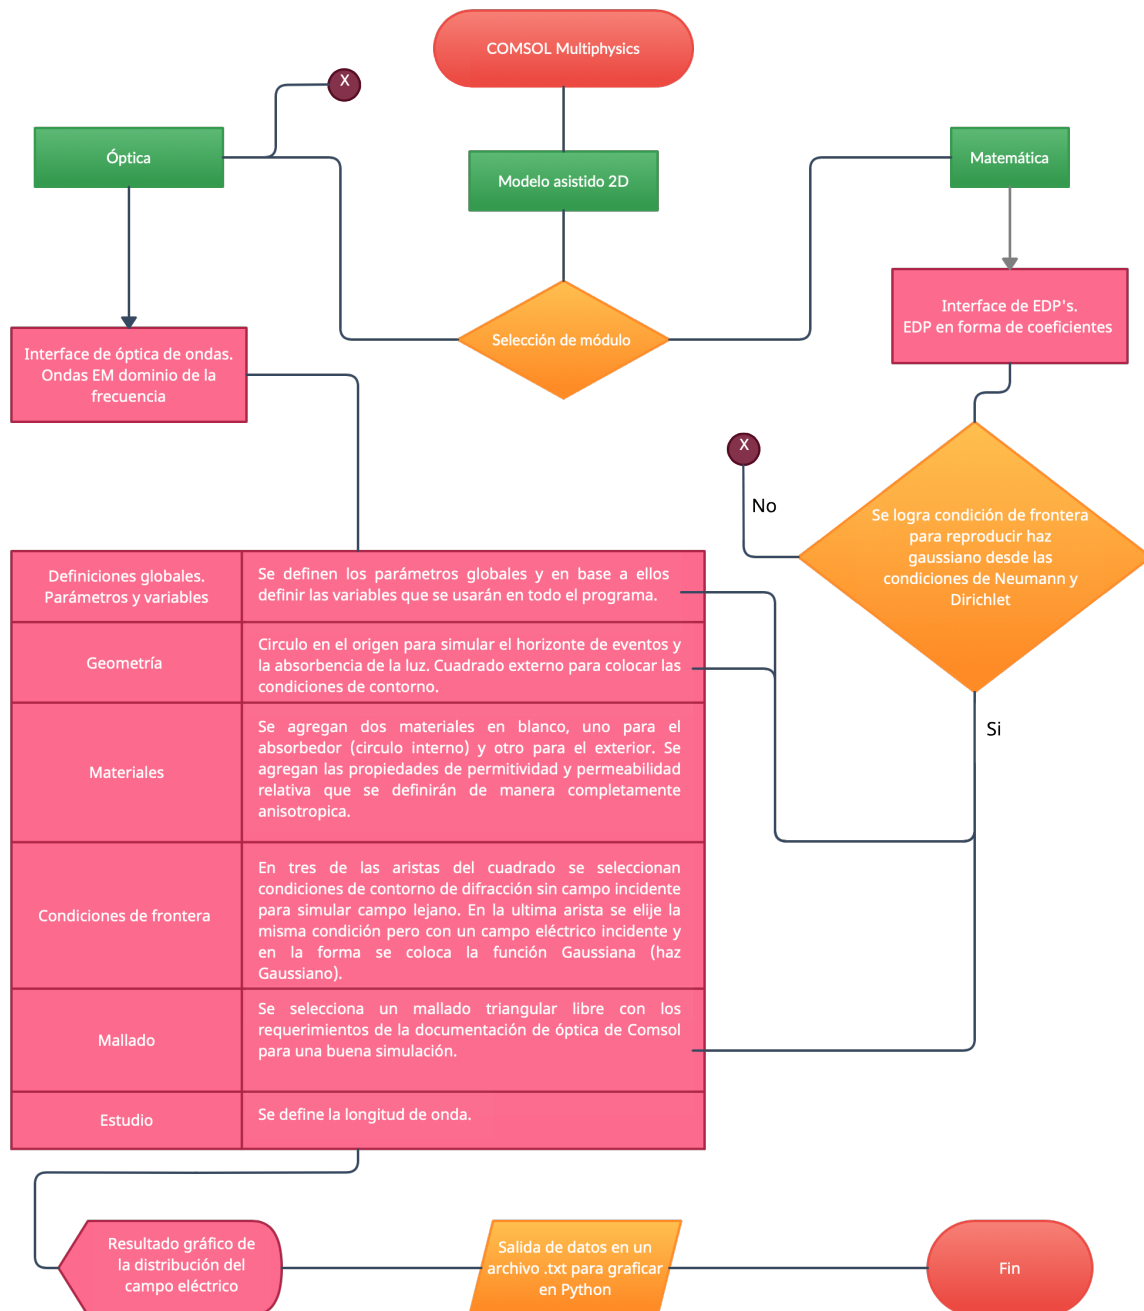 COMSOL Multiphysics
X
Óptica
Modelo asistido 2D
Matemática
Selección de módulo
Interface de EDP's.
EDP en forma de coeficientes
Interface de óptica de ondas.
Ondas EM dominio de la
frecuencia
X
No
Se logra condición de frontera
para reproducir haz
gaussiano desde las
condiciones de Neumann y
Dirichlet
Si
Definiciones globales.
Parámetros y variables
Se definen los parámetros globales y en base a ellos
definir las variables que se usarán en todo el programa.
Geometría
Circulo en el origen para simular el horizonte de eventos y
la absorbencia de la luz. Cuadrado externo para colocar las
condiciones de contorno.
Materiales
Se agregan dos materiales en blanco, uno para el
absorbedor (circulo interno) y otro para el exterior. Se
agregan las propiedades de permitividad y permeabilidad
relativa que se definirán de manera completamente
anisotropica.
Condiciones de frontera
En tres de las aristas del cuadrado se seleccionan
condiciones de contorno de difracción sin campo incidente
para simular campo lejano. En la ultima arista se elije la
misma condición pero con un campo eléctrico incidente y
en la forma se coloca la función Gaussiana (haz
Gaussiano).
Mallado
Se selecciona un mallado triangular libre con los
requerimientos de la documentación de óptica de Comsol
para una buena simulación.
Estudio
Se define la longitud de onda.
Resultado gráfico de
la distribución del
campo eléctrico
Salida de datos en un
archivo .txt para graficar
en Python
Fin